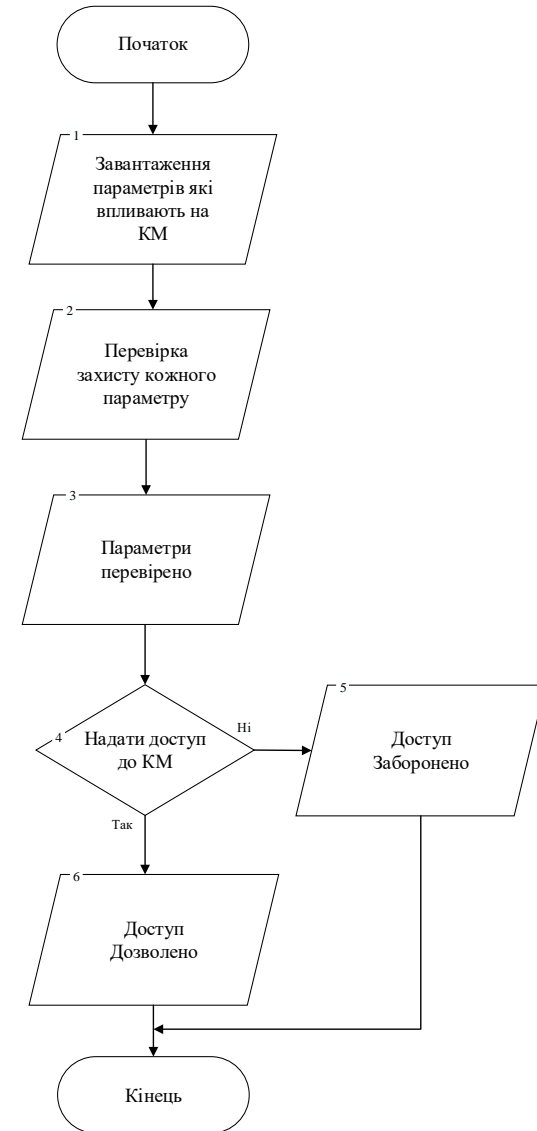 Початок
1
Завантаження
параметрів які
впливають на
КМ
2
Перевірка
захисту кожного
параметру
3
Параметри
перевірено
4
Надати доступ
до КМ
Ні
5
Доступ
Заборонено
Так
6
Доступ
Дозволено
Кінець